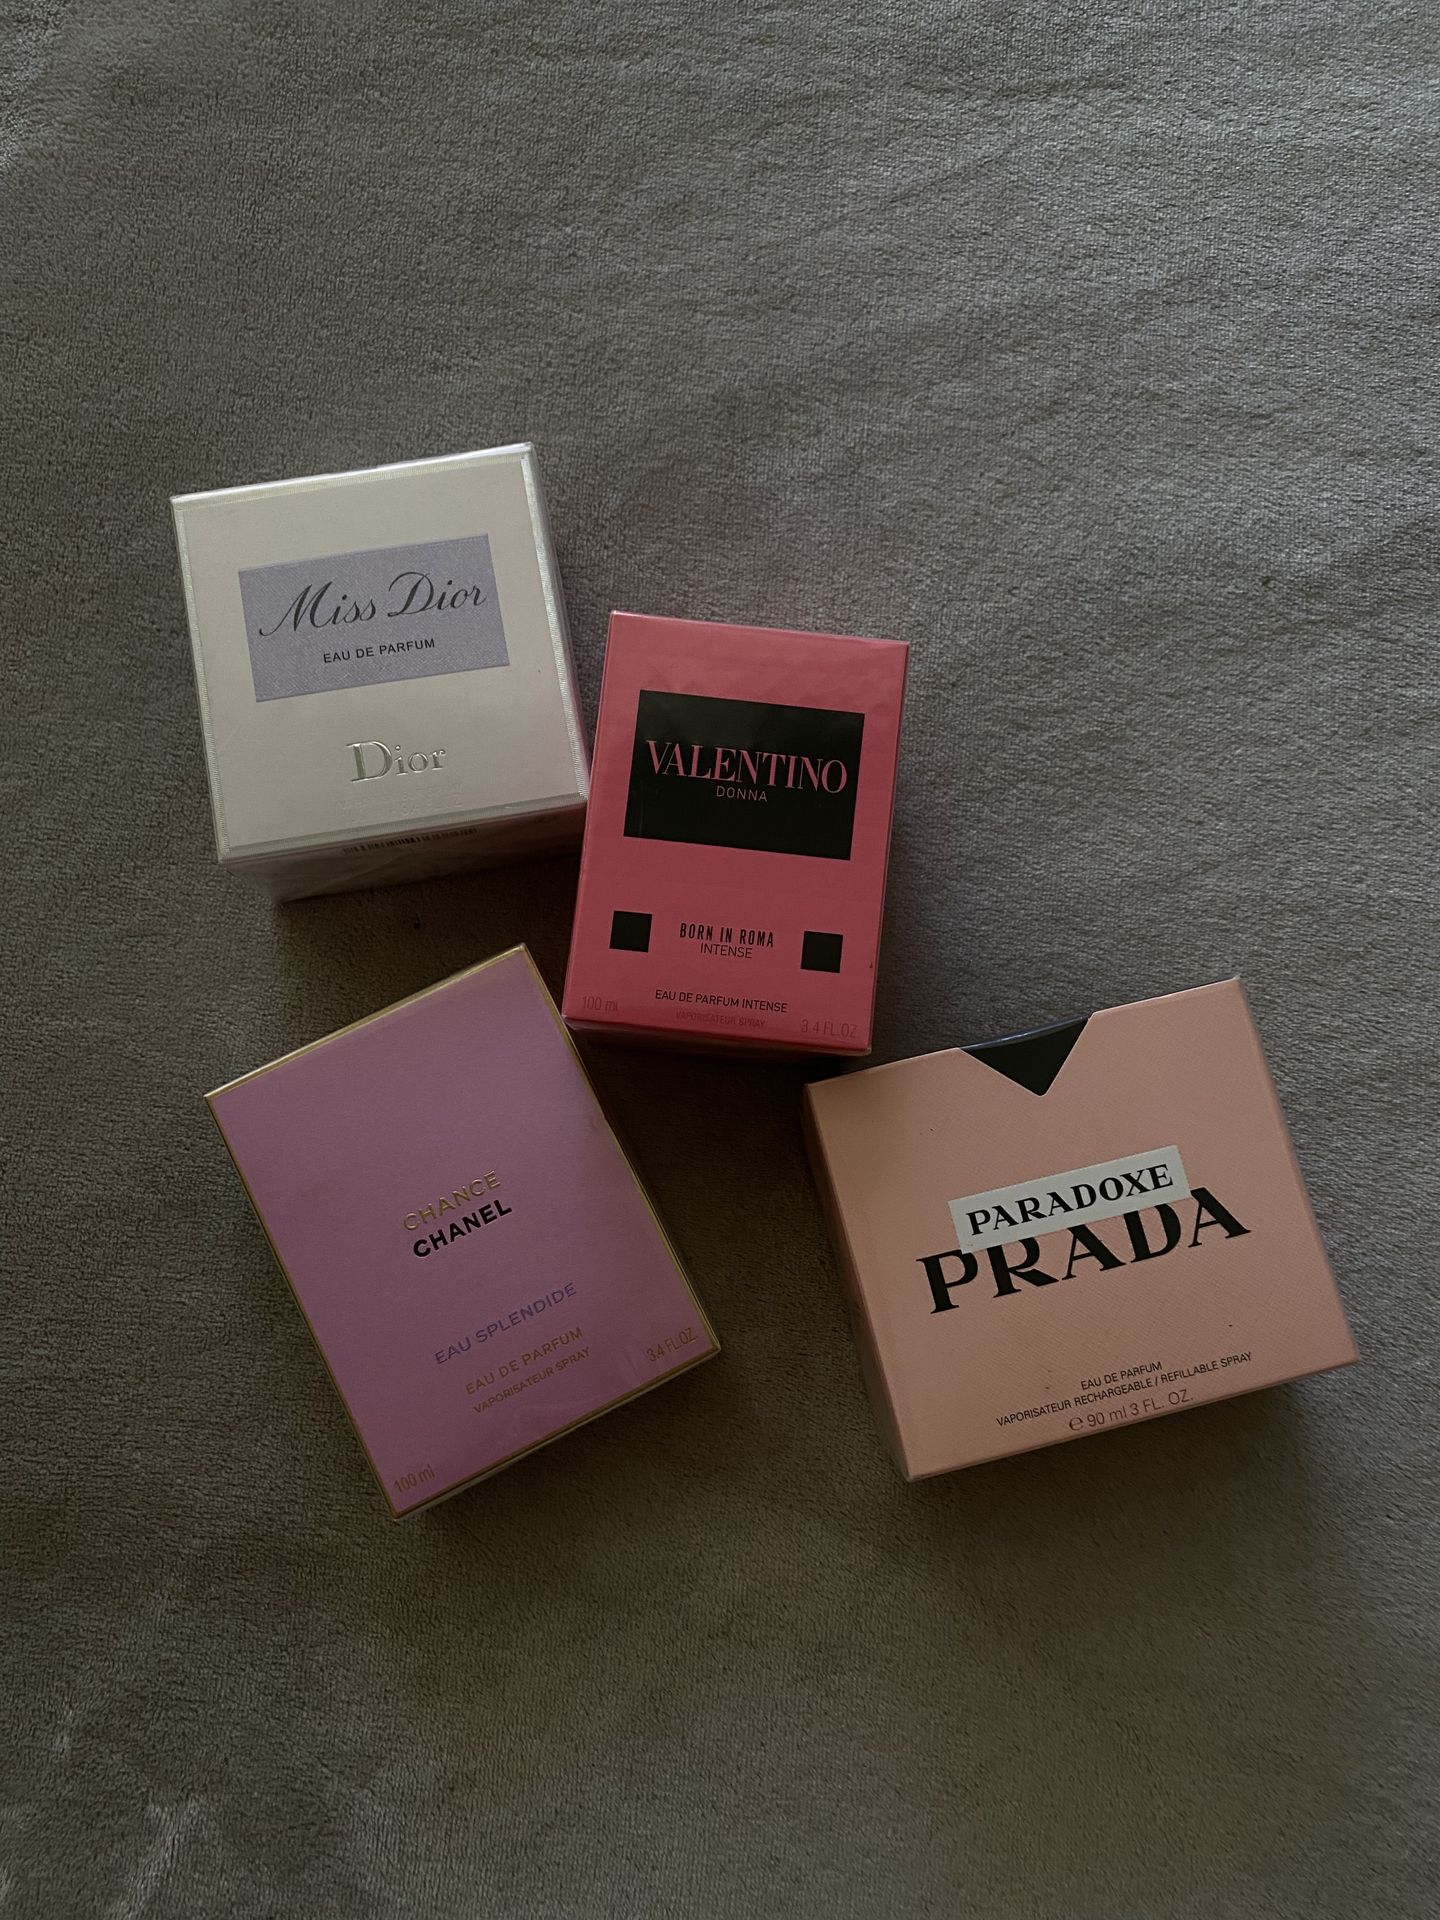 Miss Dior
EAU DE PARFUM
Dior
VALENTINO
DONNA
BORN IN ROMA
INTENSE
EAU DE PARFUM INTENSE
100 ml
VAPORISATEUR SPRAY
3.4 FL.OZ
CHANCE
CHANEL
EAU SPLENDIDE
EAU DE PARFUM
VAPORISATEUR SPRAY
100 ml
3.4 FL.OZ
PARADOXE
PRADA
EAU DE PARFUM
VAPORISATEUR RECHARGEABLE / REFILLABLE SPRAY
℮ 90 ml 3 FL. OZ.